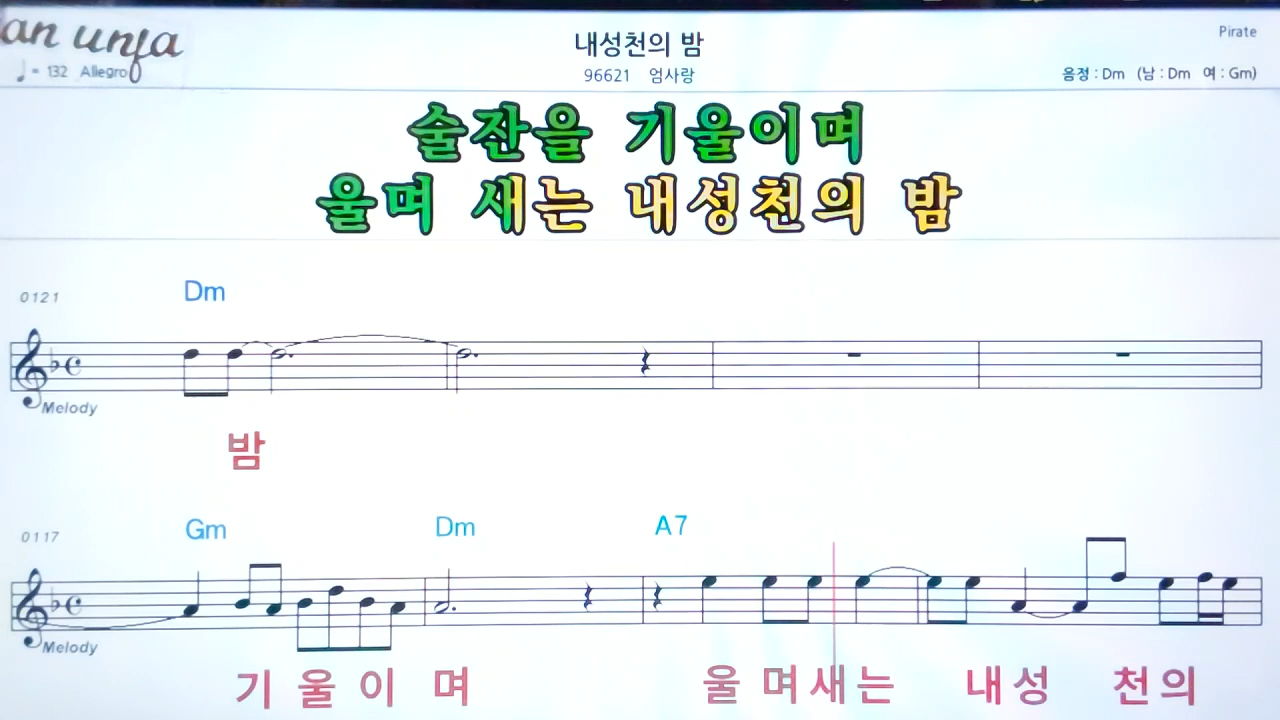 내성천의 밤
Pirate
♩= 132 Allegro
96621 엄사랑
음정 : Dm (남 : Dm 여 : Gm)
술잔을 기울이며
울며 새는 내성천의 밤
0121
Dm
Melody
밤
0117
Gm Dm A7
Melody
기 울 이 며 울 며 새 는 내 성 천 의